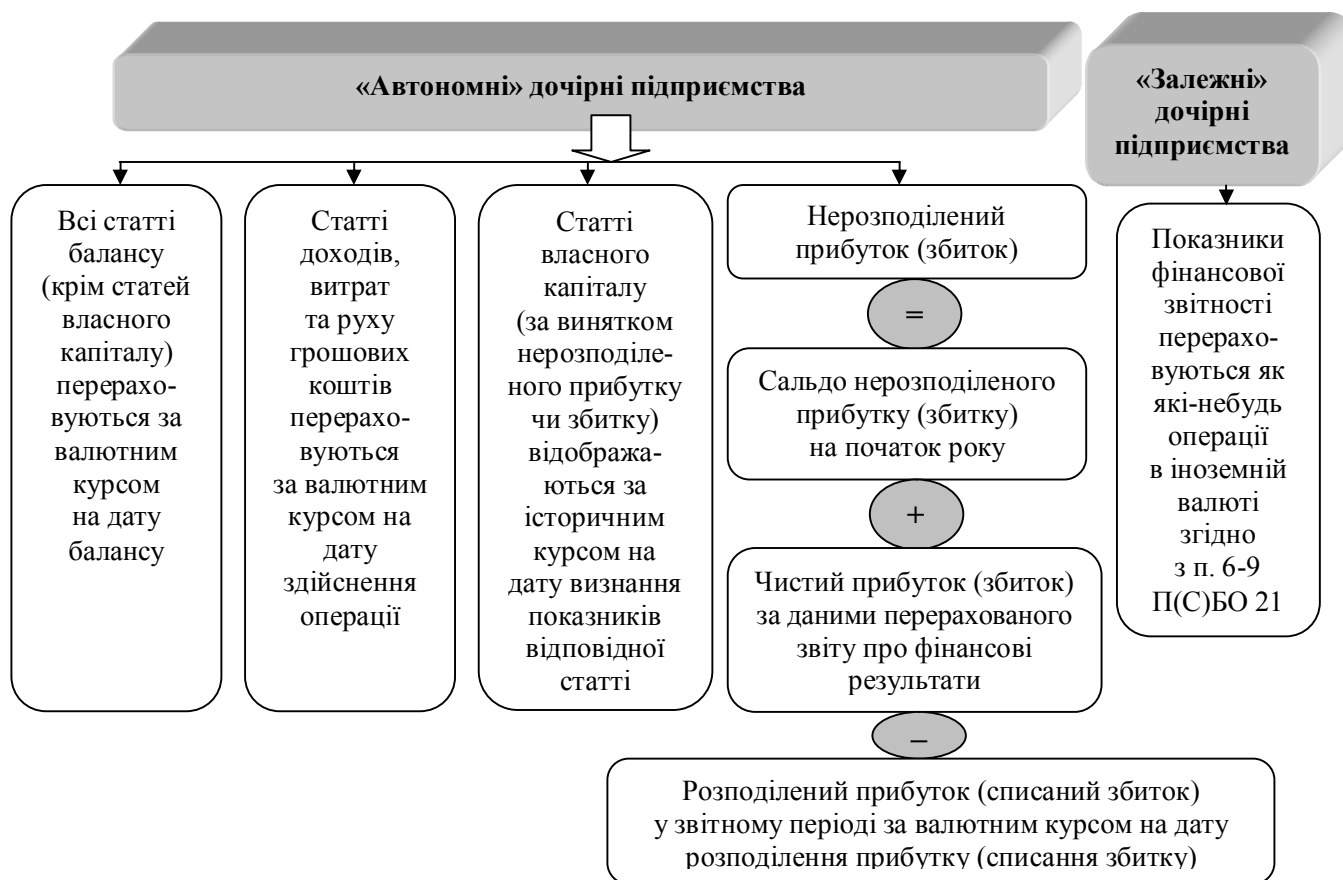 «Автономні» дочірні підприємства
«Залежні»
дочірні
підприємства
Всі статті
балансу
(крім статей
власного
капіталу)
перерахо-
вуються за
валютним
курсом
на дату
балансу
Статті
доходів,
витрат
та руху
грошових
коштів
перерахо-
вуються
за валютним
курсом на
дату
здійснення
операції
Статті
власного
капіталу
(за винятком
нерозподіле-
ного прибутку
чи збитку)
відобража-
ються за
історичним
курсом на
дату визнання
показників
відповідної
статті
Нерозподілений
прибуток (збиток)
=
Сальдо нерозподіленого
прибутку (збитку)
на початок року
+
Чистий прибуток (збиток)
за даними перерахованого
звіту про фінансові
результати
–
Розподілений прибуток (списаний збиток)
у звітному періоді за валютним курсом на дату
розподілення прибутку (списання збитку)
Показники
фінансової
звітності
перерахо-
вуються як
які-небудь
операції
в іноземній
валюті
згідно
з п. 6-9
П(С)БО 21